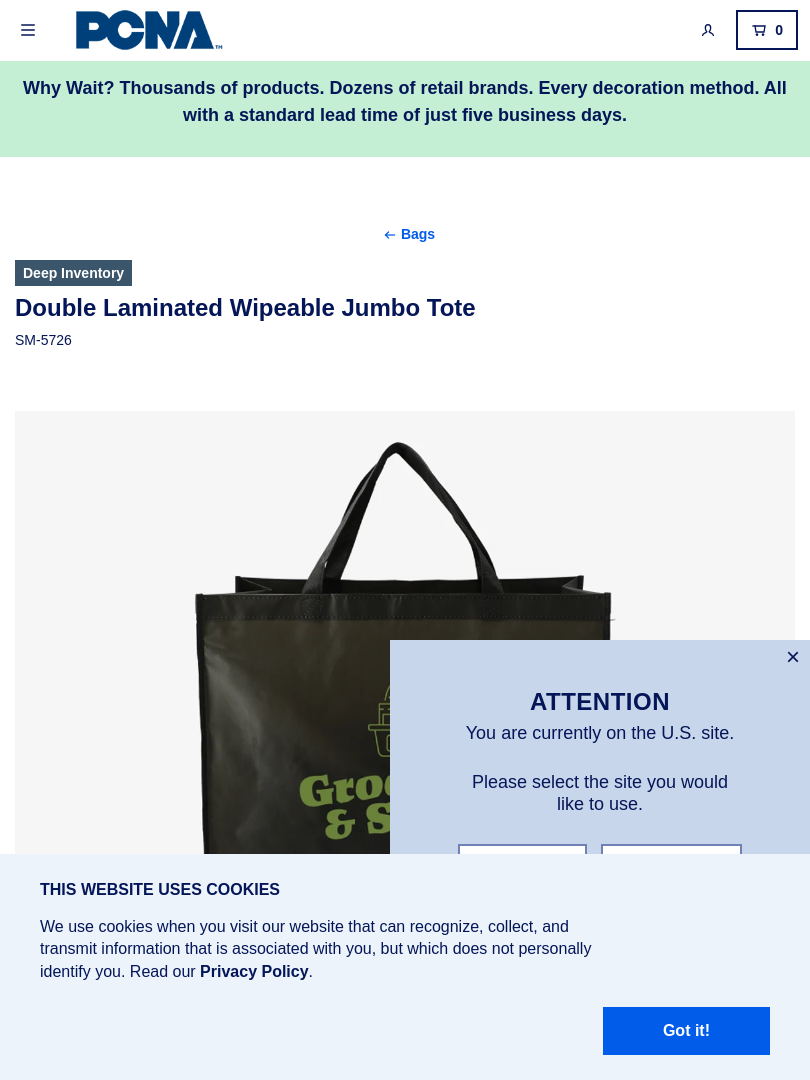 PCNA™
0
Why Wait? Thousands of products. Dozens of retail brands. Every decoration method. All
with a standard lead time of just five business days.
← Bags
Deep Inventory
Double Laminated Wipeable Jumbo Tote
SM-5726
ATTENTION
You are currently on the U.S. site.
Please select the site you would
like to use.
& S
THIS WEBSITE USES COOKIES
We use cookies when you visit our website that can recognize, collect, and
transmit information that is associated with you, but which does not personally
identify you. Read our Privacy Policy.
Got it!